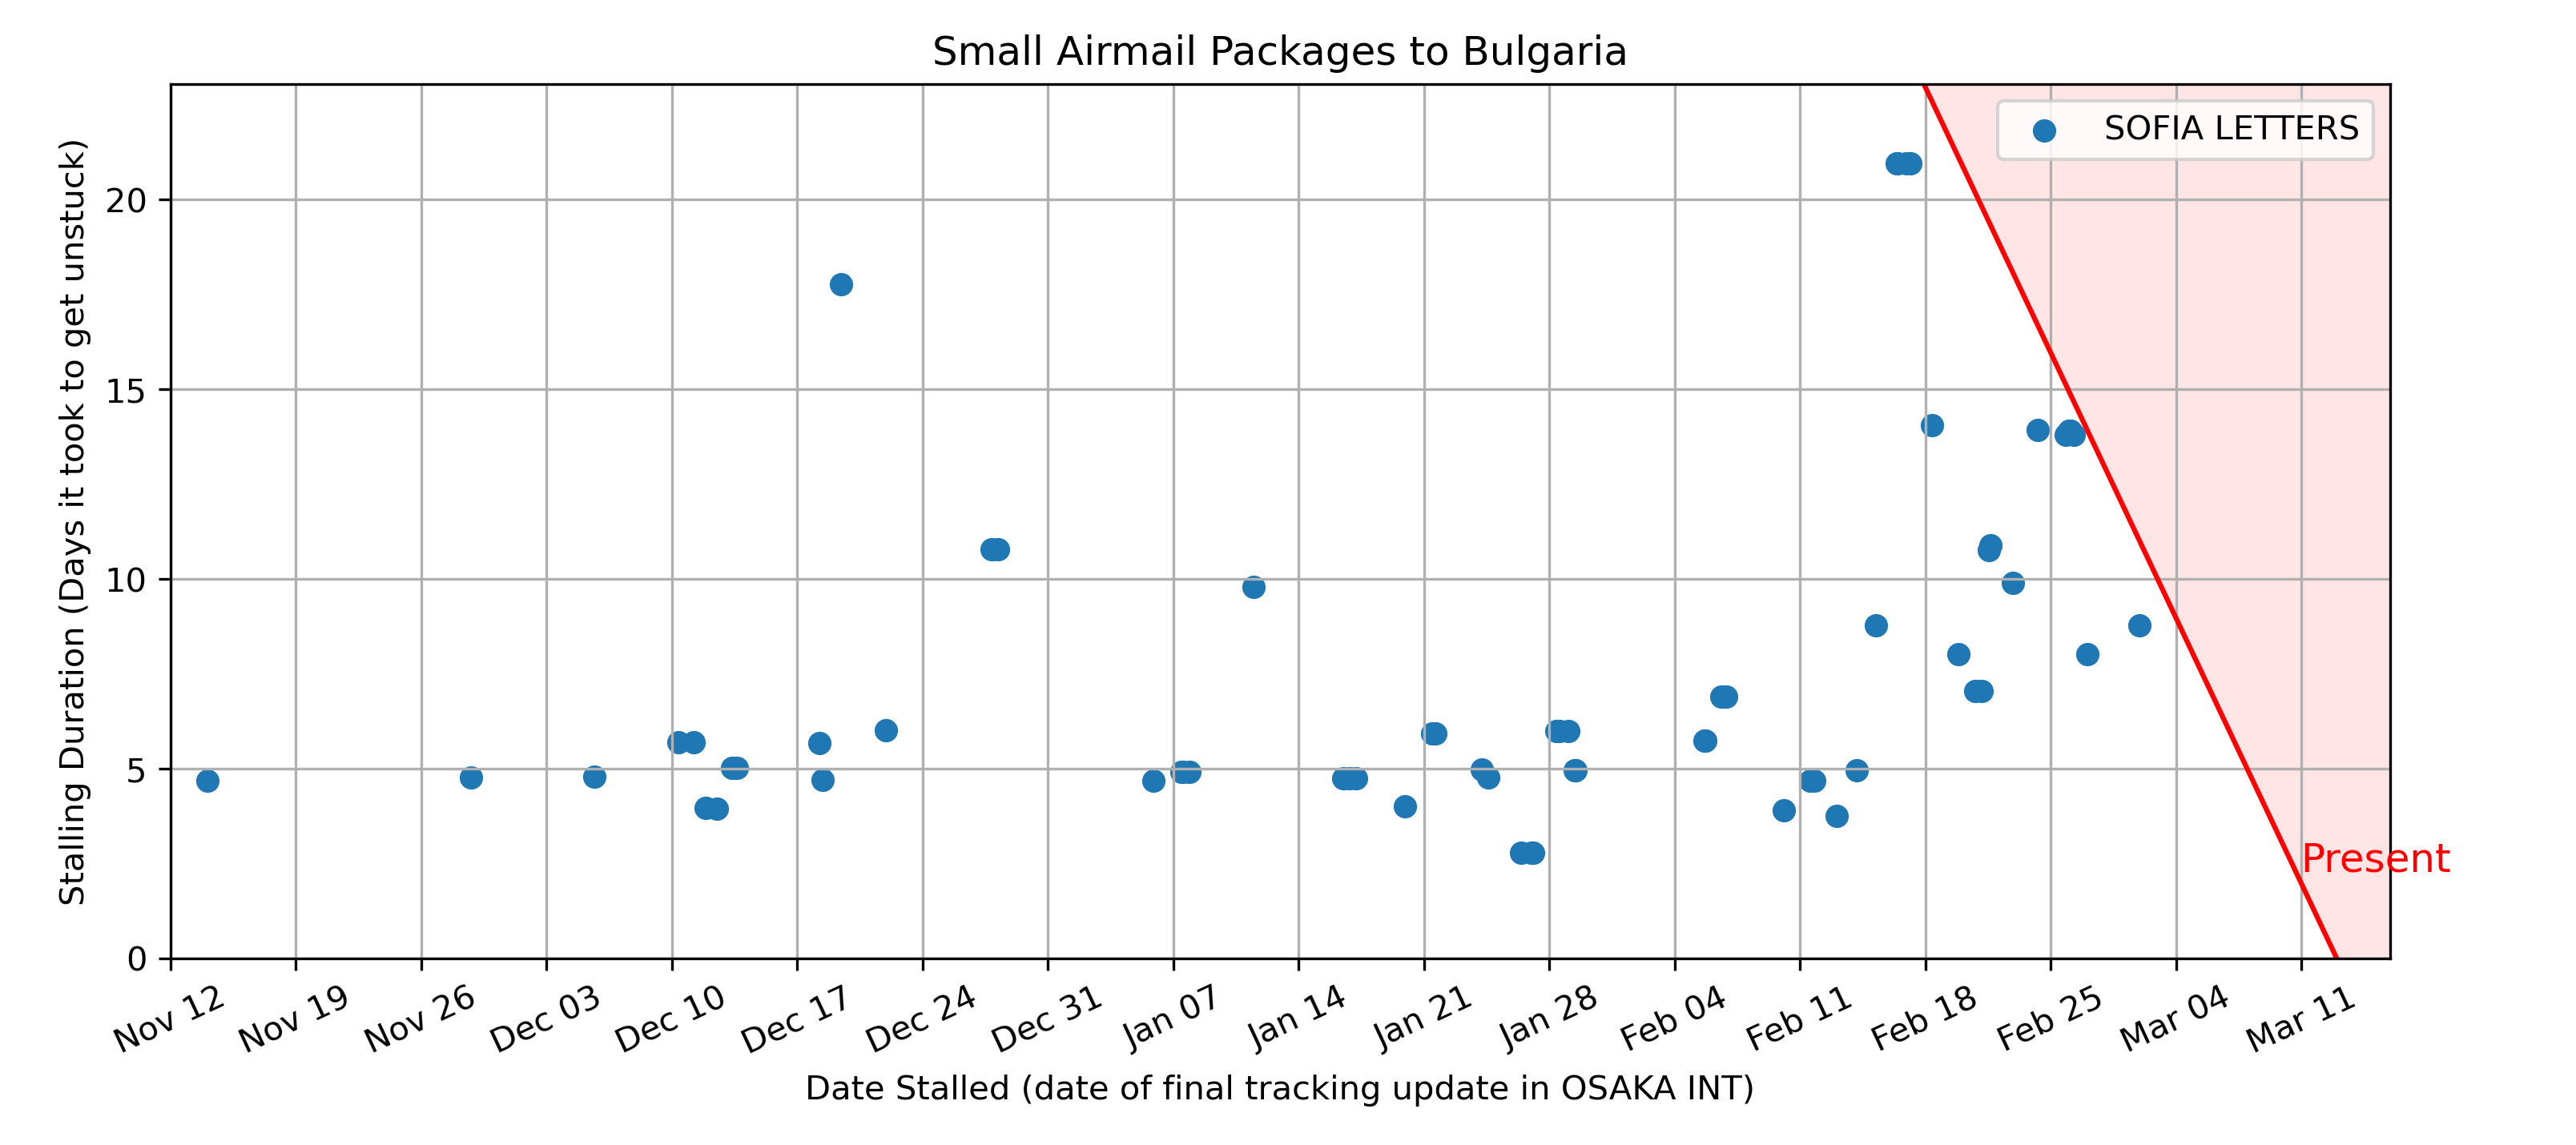 Small Airmail Packages to Bulgaria
SOFIA LETTERS
Stalling Duration (Days it took to get unstuck)
20
15
10
5
0
Present
Nov 12
Nov 19
Nov 26
Dec 03
Dec 10
Dec 17
Dec 24
Dec 31
Jan 07
Jan 14
Jan 21
Jan 28
Feb 04
Feb 11
Feb 18
Feb 25
Mar 04
Mar 11
Date Stalled (date of final tracking update in OSAKA INT)